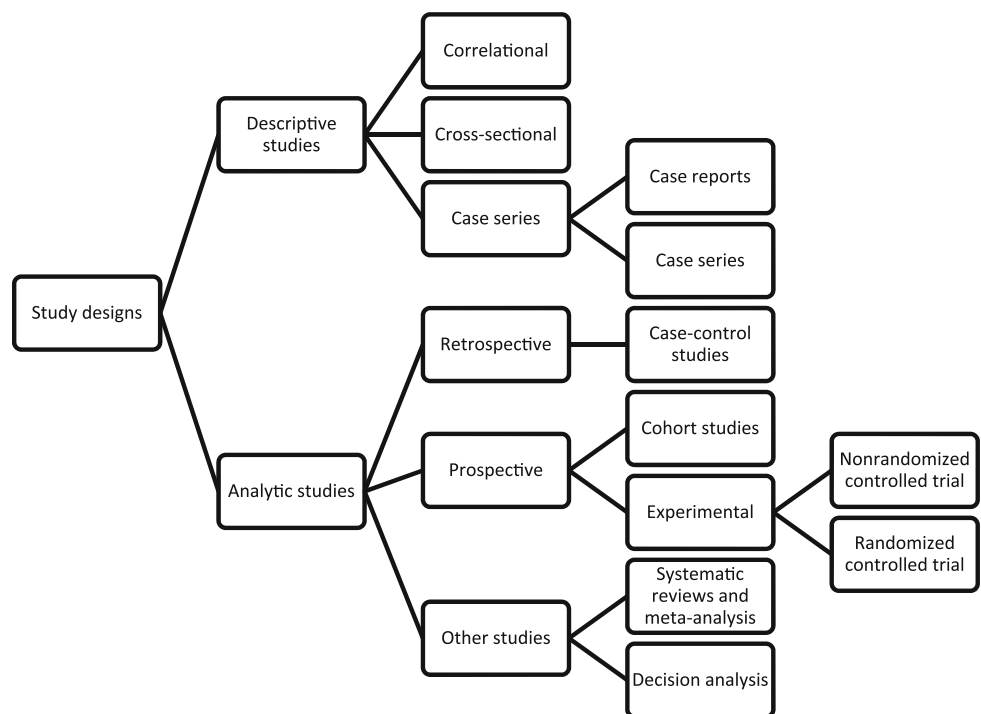 Study designs
Descriptive
studies
Correlational
Cross-sectional
Case series
Case reports
Case series
Analytic studies
Retrospective
Case-control
studies
Prospective
Cohort studies
Experimental
Nonrandomized
controlled trial
Randomized
controlled trial
Other studies
Systematic
reviews and
meta-analysis
Decision analysis